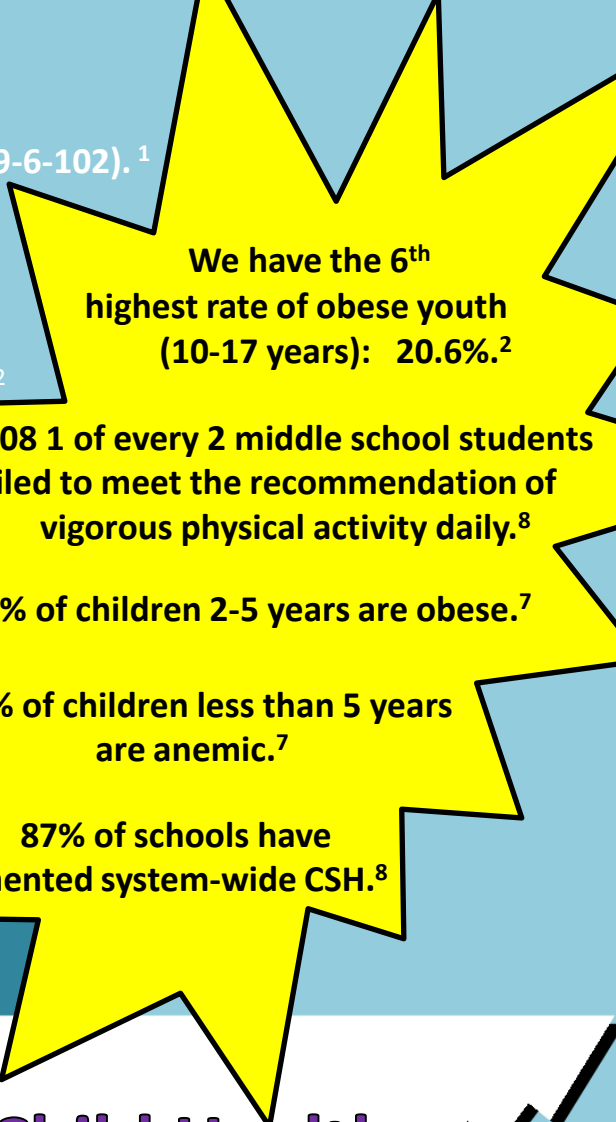 9-6-102). 1
We have the 6th
highest rate of obese youth
(10-17 years): 20.6%.2
2
08 1 of every 2 middle school students
iled to meet the recommendation of
vigorous physical activity daily.8
% of children 2-5 years are obese.7
% of children less than 5 years
are anemic.7
87% of schools have
ented system-wide CSH.8